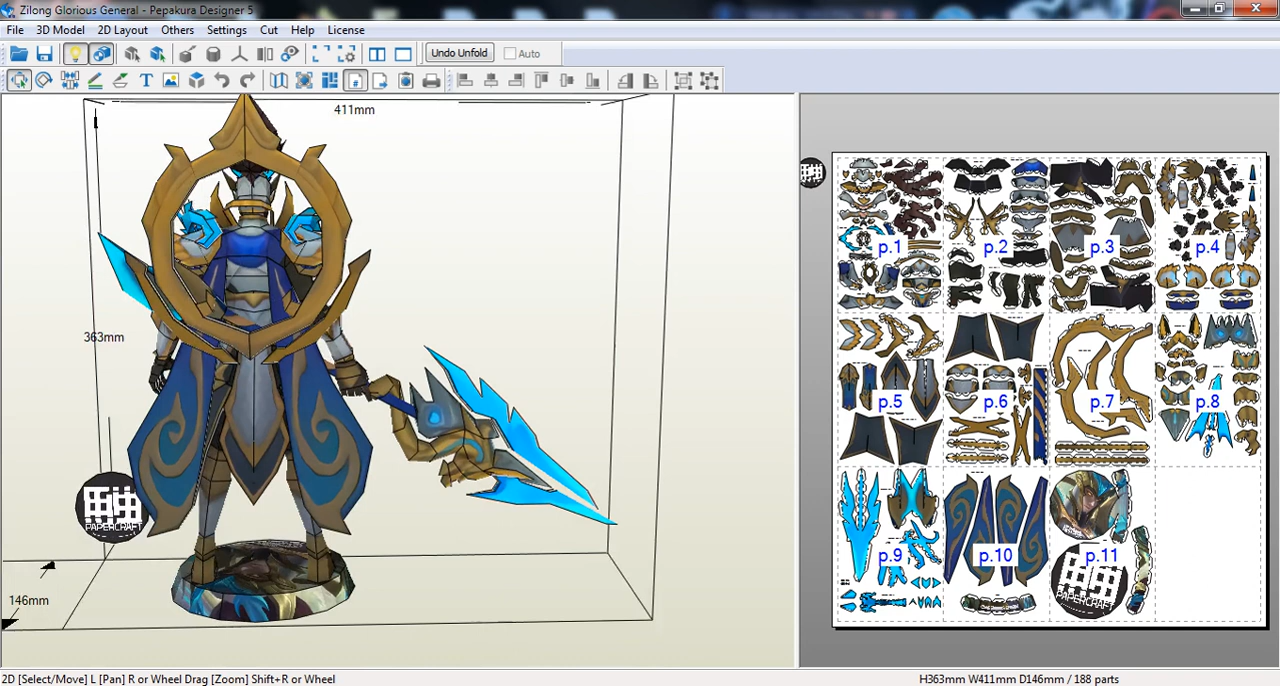 Zilong Glorious General - Pepakura Designer 5
File 3D Model 2D Layout Others Settings Cut Help License
Undo Unfold Auto
411mm
363mm
146mm
PAPERCRAFT
p.1 p.2 p.3 p.4
p.5 p.6 p.7 p.8
p.9 p.10 p.11
PAPERCRAFT
2D [Select/Move] L [Pan] R or Wheel Drag [Zoom] Shift+R or Wheel
H363mm W411mm D146mm / 188 parts